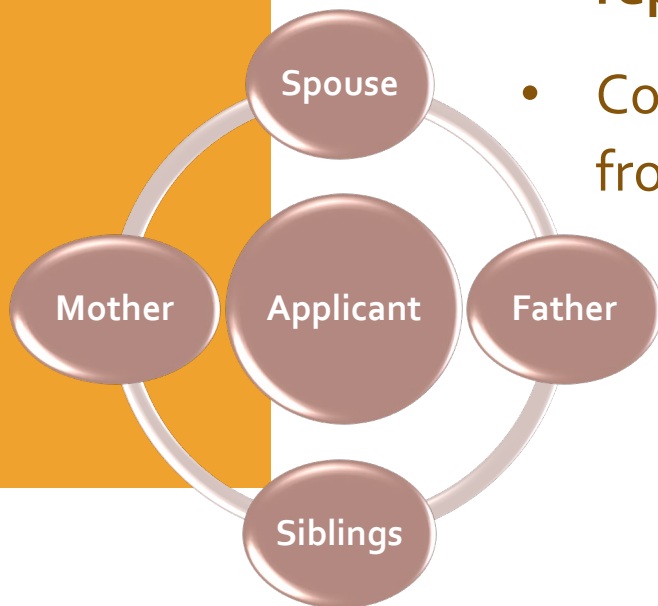 Spouse
• Co
fro
Mother
Applicant
Father
Siblings